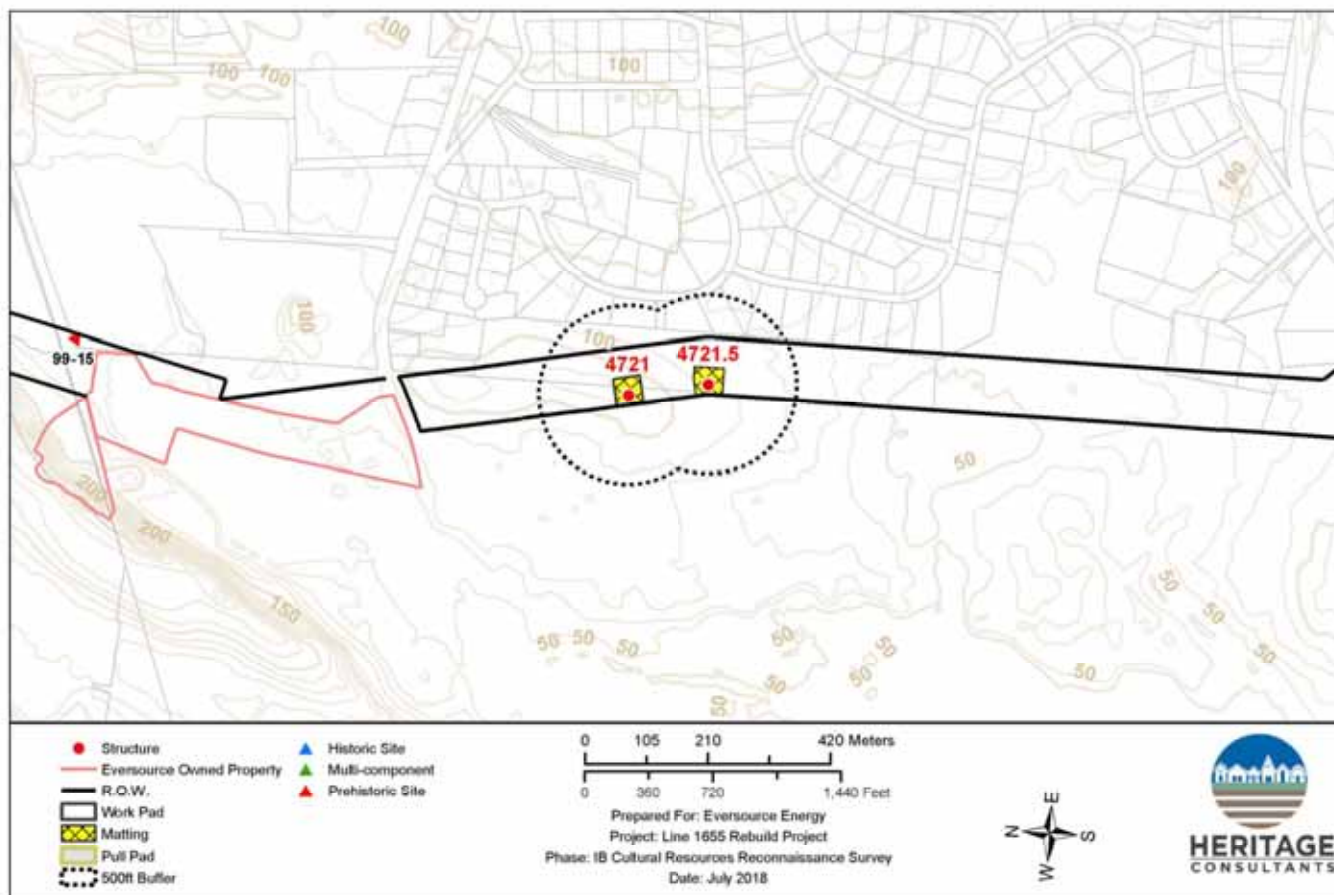 100
100 100
100
100
100
100
99-15
4721 4721.5
50
200
200
150
50
50
50
50 50 50
50
50
50
50
50
Structure
Eversource Owned Property
R.O.W.
Work Pad
Matting
Pull Pad
500ft Buffer
Historic Site
Multi-component
Prehistoric Site
0 105 210 420 Meters
0 360 720 1,440 Feet
Prepared For: Eversource Energy
Project: Line 1655 Rebuild Project
Phase: IB Cultural Resources Reconnaissance Survey
Date: July 2018
N E S W
HERITAGE
CONSULTANTS